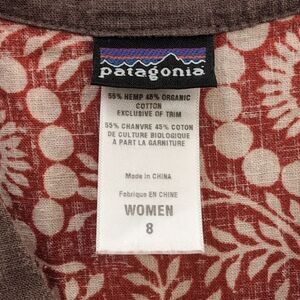 patagonia
55% HEMP 45% ORGANIC
COTTON
EXCLUSIVE OF TRIM
55% CHANVRE 45% COTON
DE CULTURE BIOLOGIQUE
À PART LA GARNITURE
Made in CHINA
Fabriqué EN CHINE
WOMEN
8